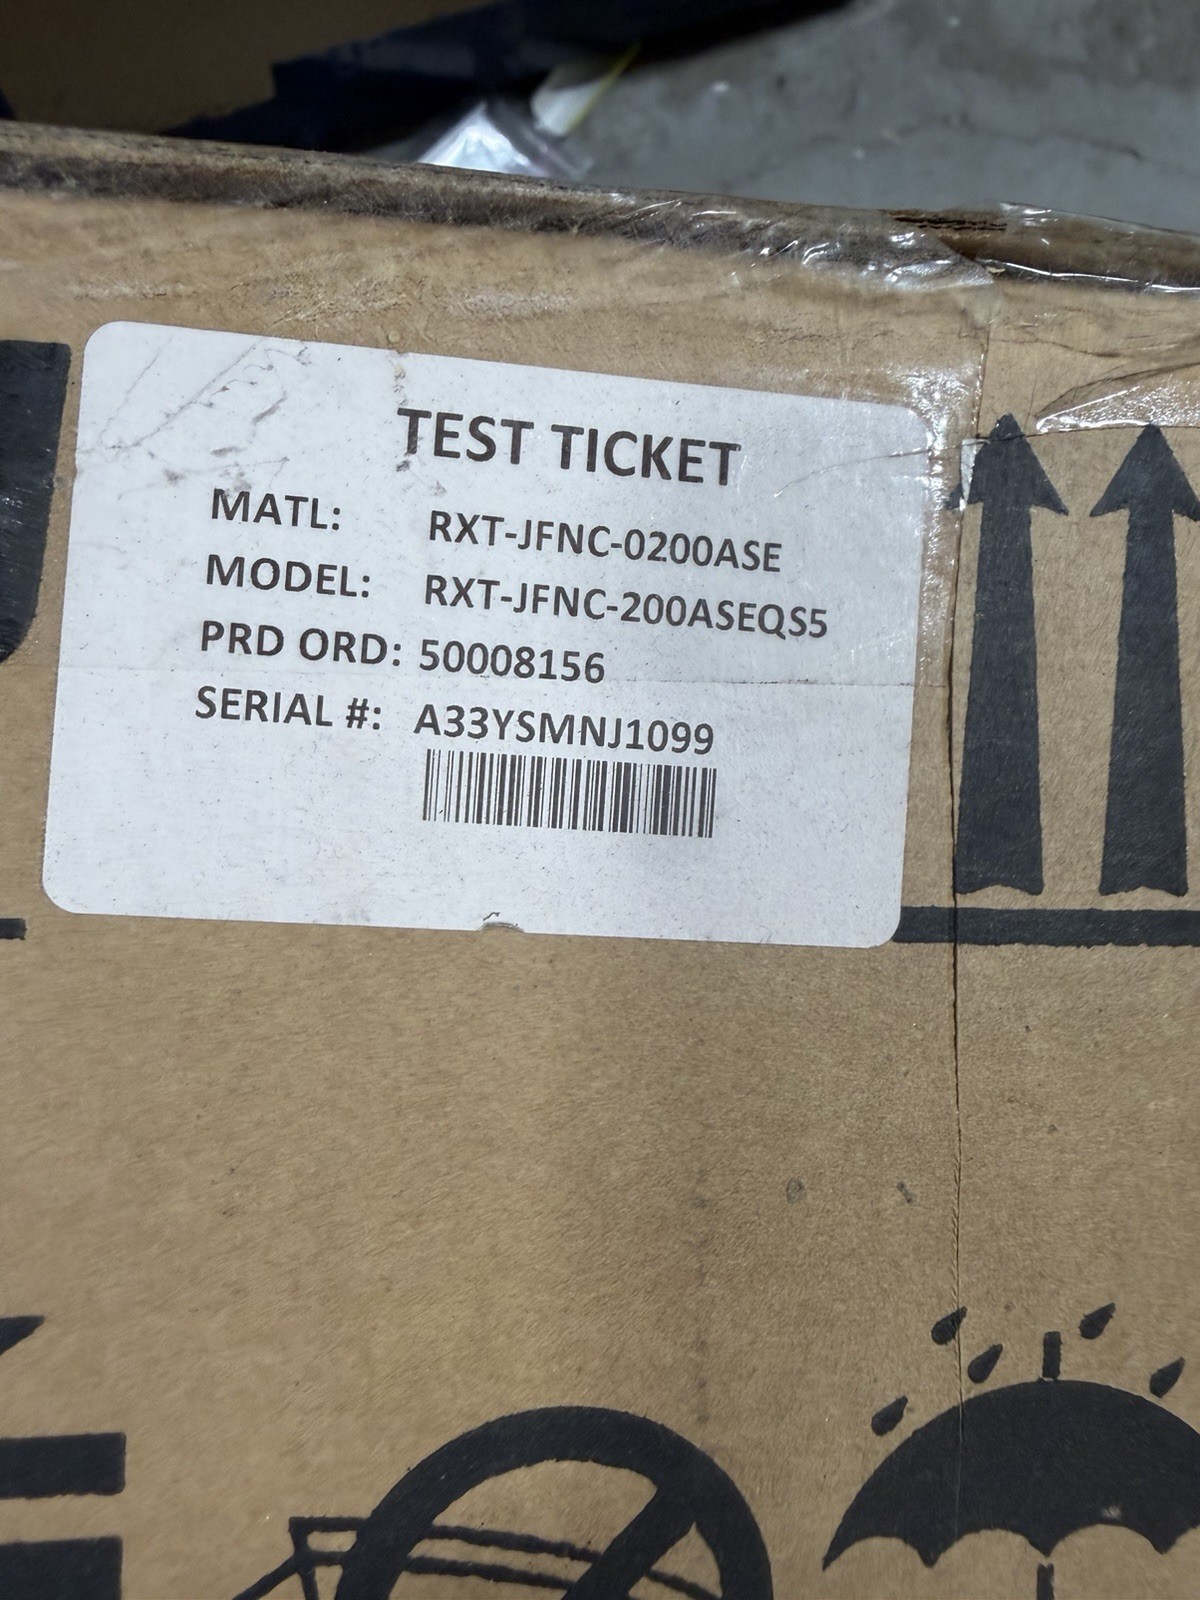 TEST TICKET
MATL: RXT-JFNC-0200ASE
MODEL: RXT-JFNC-200ASEQS5
PRD ORD: 50008156
SERIAL #: A33YSMNJ1099